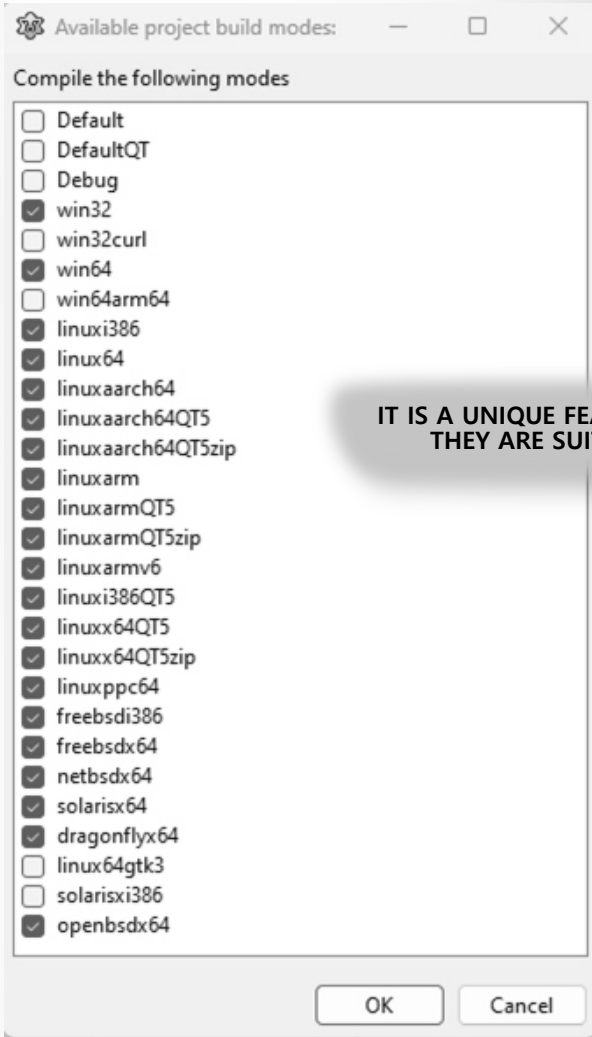 Available project build modes:
Compile the following modes
Default
DefaultQT
Debug
win32
win32curl
win64
win64arm64
linuxi386
linux64
linuxaarch64
linuxaarch64QT5
linuxaarch64QT5zip
linuxarm
linuxarmQT5
linuxarmQT5zip
linuxarmv6
linuxi386QT5
linuxx64QT5
linuxx64QT5zip
linuxppc64
freebsdi386
freebsdx64
netbsdx64
solarisx64
dragonflyx64
linux64gtk3
solarisxi386
openbsdx64
IT IS A UNIQUE
THEY ARE
OK
Cancel